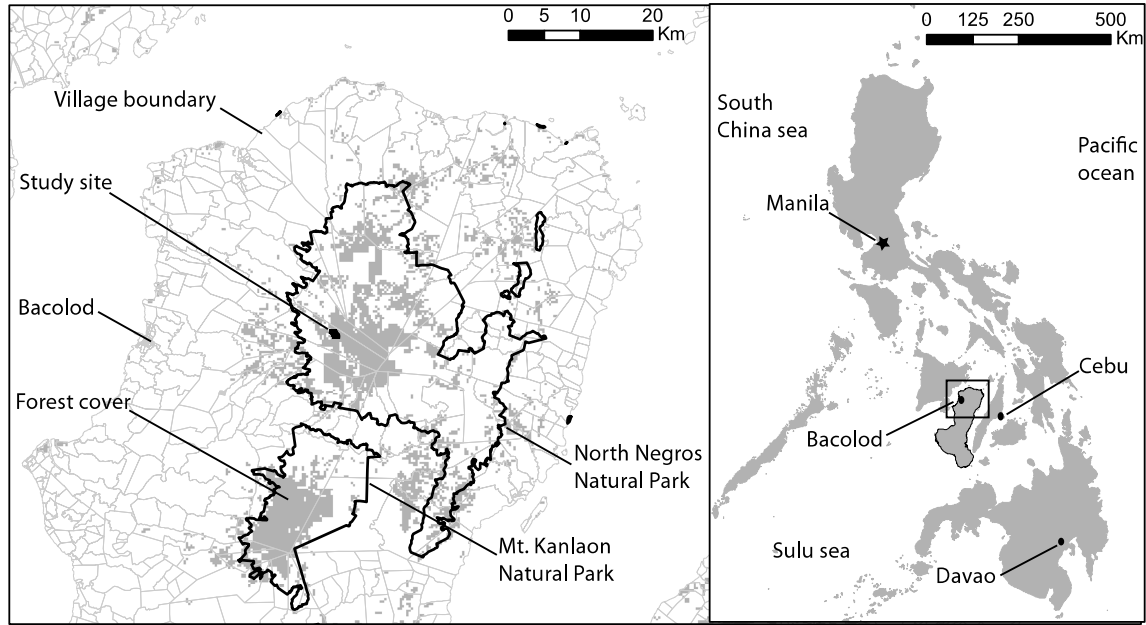 0 5 10 20
Km
Village boundary
Study site
Bacolod
Forest cover
North Negros
Natural Park
Mt. Kanlaon
Natural Park
0 125 250 500
Km
South
China sea
Pacific
ocean
Manila
Cebu
Bacolod
Sulu sea
Davao